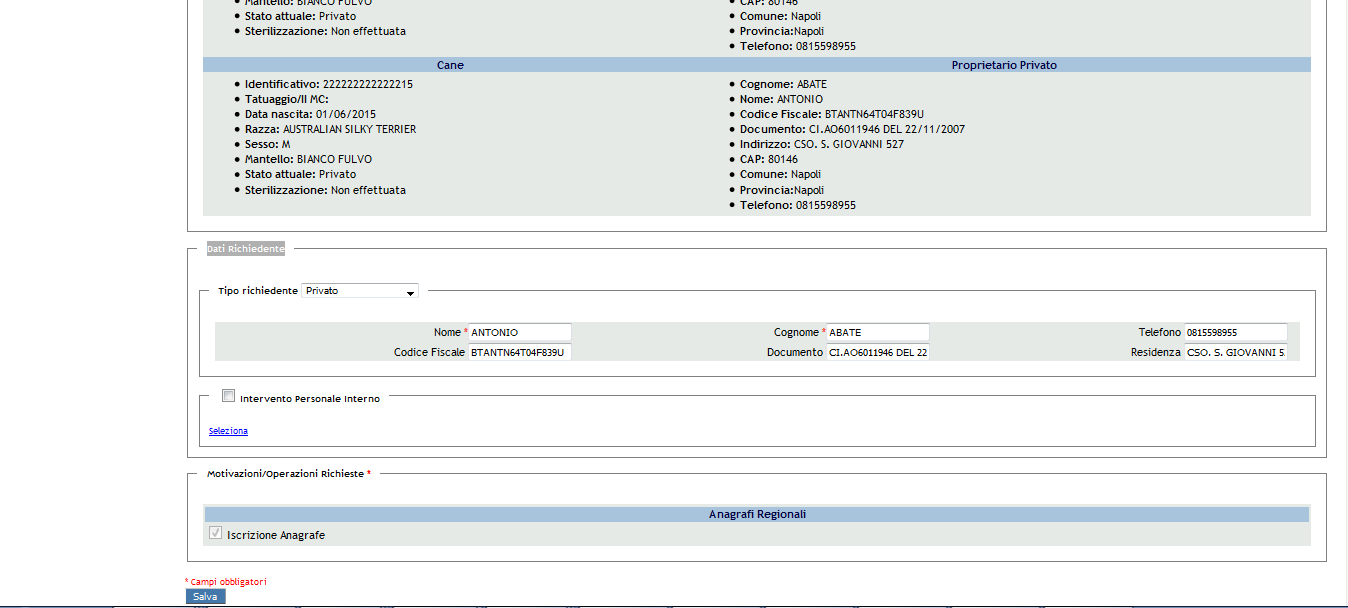 Mantello: BIANCO FULVO
Stato attuale: Privato
Sterilizzazione: Non effettuata
CAP: 80146
Comune: Napoli
Provincia:Napoli
Telefono: 0815598955
Cane
Proprietario Privato
Identificativo: 222222222222215
Tatuaggio/II MC:
Data nascita: 01/06/2015
Razza: AUSTRALIAN SILKY TERRIER
Sesso: M
Mantello: BIANCO FULVO
Stato attuale: Privato
Sterilizzazione: Non effettuata
Cognome: ABATE
Nome: ANTONIO
Codice Fiscale: BTANTN64T04F839U
Documento: CI.AO6011946 DEL 22/11/2007
Indirizzo: CSO. S. GIOVANNI 527
CAP: 80146
Comune: Napoli
Provincia:Napoli
Telefono: 0815598955
Dati Richiedente
Tipo richiedente Privato
Nome * ANTONIO Cognome * ABATE Telefono 0815598955
Codice Fiscale BTANTN64T04F839U Documento CI.AO6011946 DEL 22 Residenza CSO. S. GIOVANNI 5
Intervento Personale Interno
Seleziona
Motivazioni/Operazioni Richieste *
Anagrafi Regionali
Iscrizione Anagrafe
* Campi obbligatori
Salva